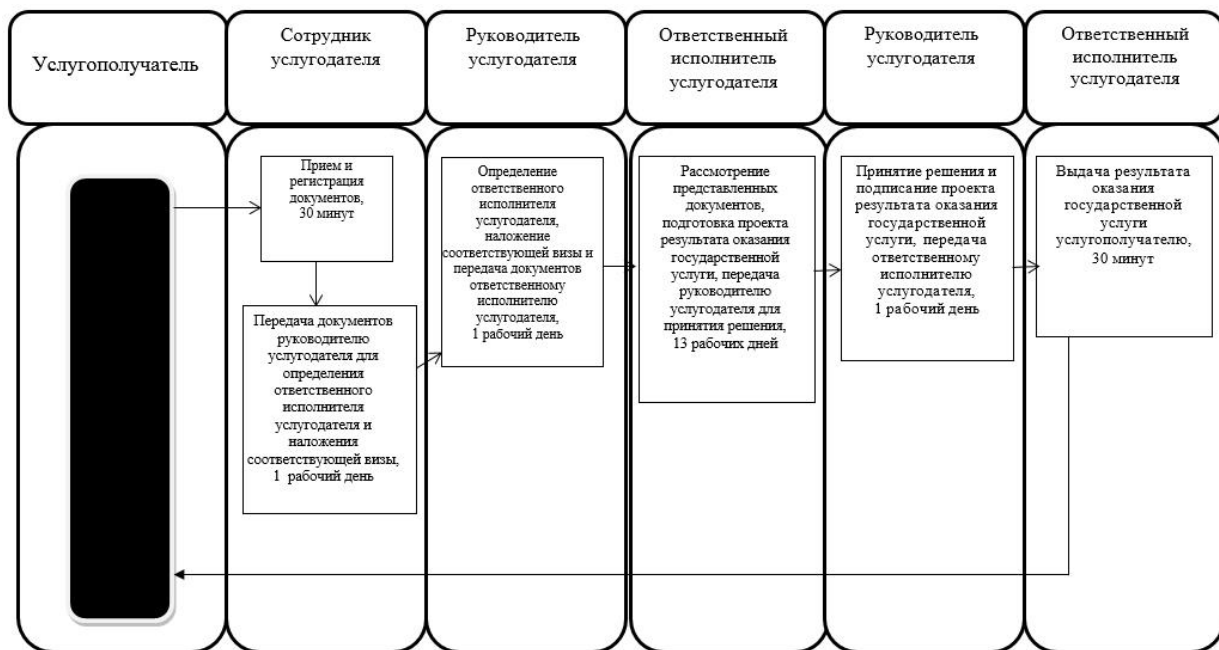 Услугополучатель
Сотрудник
услугодателя
Руководитель
услугодателя
Ответственный
исполнитель
услугодателя
Руководитель
услугодателя
Ответственный
исполнитель
услугодателя
Прием и
регистрация
документов,
30 минут
Передача документов
руководителю
услугодателя для
определения
ответственного
исполнителя
услугодателя и
наложения
соответствующей визы,
1 рабочий день
Определение
ответственного
исполнителя
услугодателя,
наложение
соответствующей визы и
передача документов
ответственному
исполнителю
услугодателя,
1 рабочий день
Рассмотрение
представленных
документов,
подготовка проекта
результата оказания
государственной
услуги, передача
руководителю
услугодателя для
принятия решения,
13 рабочих дней
Принятие решения и
подписание проекта
результата оказания
государственной
услуги, передача
ответственному
исполнителю
услугодателя,
1 рабочий день
Выдача результата
оказания
государственной
услуги
услугополучателю,
30 минут